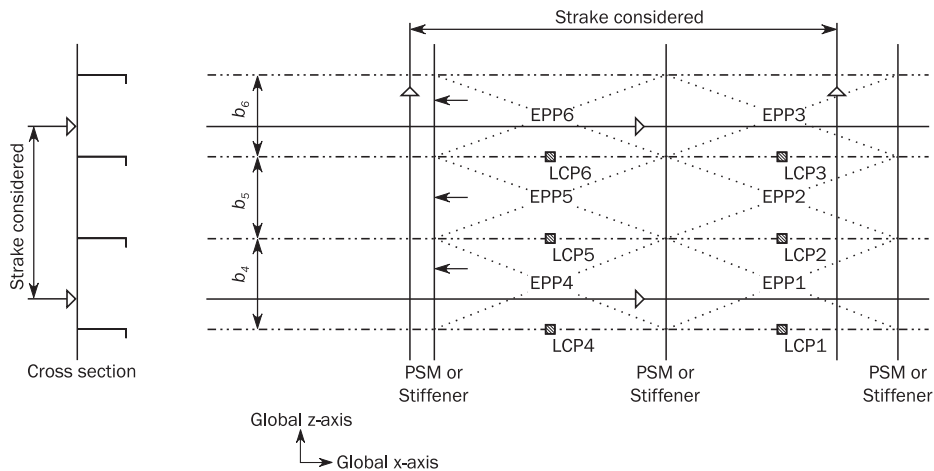 Strake considered
b6
EPP6
EPP3
LCP6
LCP3
b5
EPP5
EPP2
Strake considered
LCP5
LCP2
b4
EPP4
EPP1
LCP4
LCP1
Cross section
PSM or
Stiffener
PSM or
Stiffener
PSM or
Stiffener
Global z-axis
Global x-axis